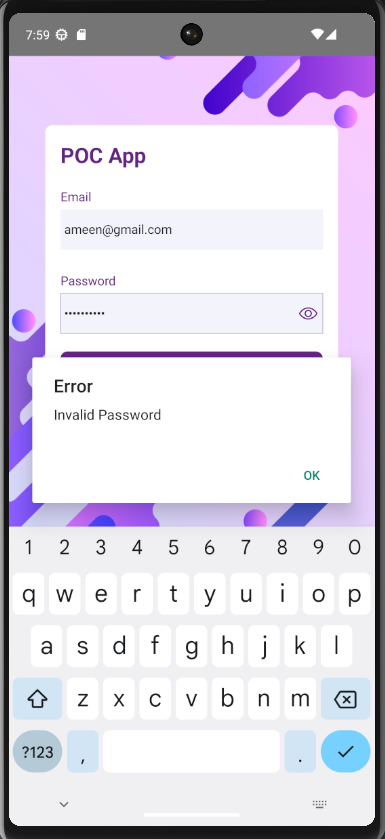 7:59
POC App
Email
ameen@gmail.com
Password
••••••••••
Error
Invalid Password
OK
1 2 3 4 5 6 7 8 9 0
q w e r t y u i o p
a s d f g h j k l
z x c v b n m
?123 , .